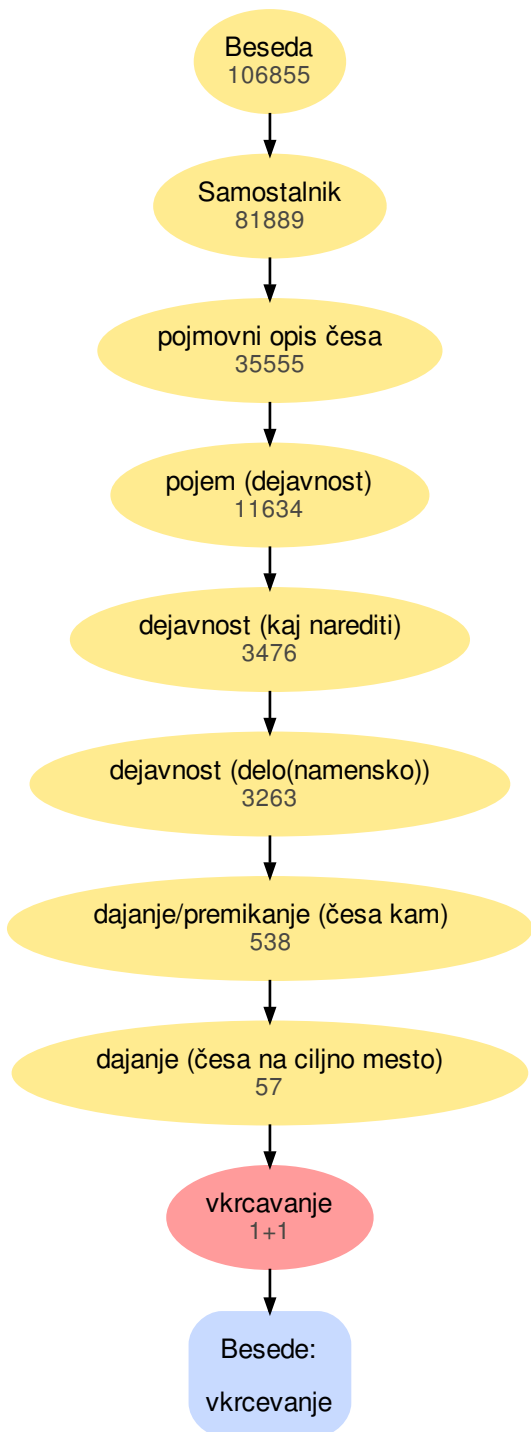 Beseda
106855
Samostalnik
81889
pojmovni opis česa
35555
pojem (dejavnost)
11634
dejavnost (kaj narediti)
3476
dejavnost (delo(namensko))
3263
dajanje/premikanje (česa kam)
538
dajanje (česa na ciljno mesto)
57
vkrcavanje
1+1
Besede:
vkrcevanje